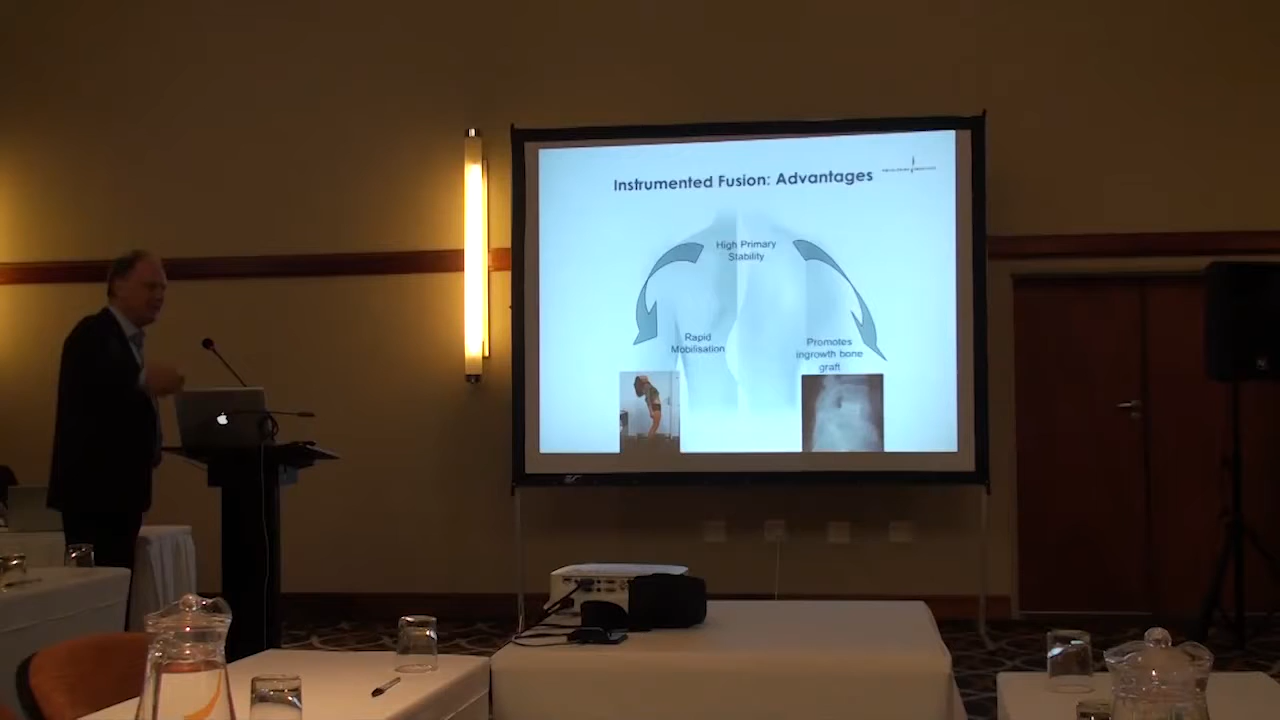 Instrumented Fusion: Advantages
High Primary
Stability
Rapid
Mobilisation
Promotes
ingrowth bone
graft